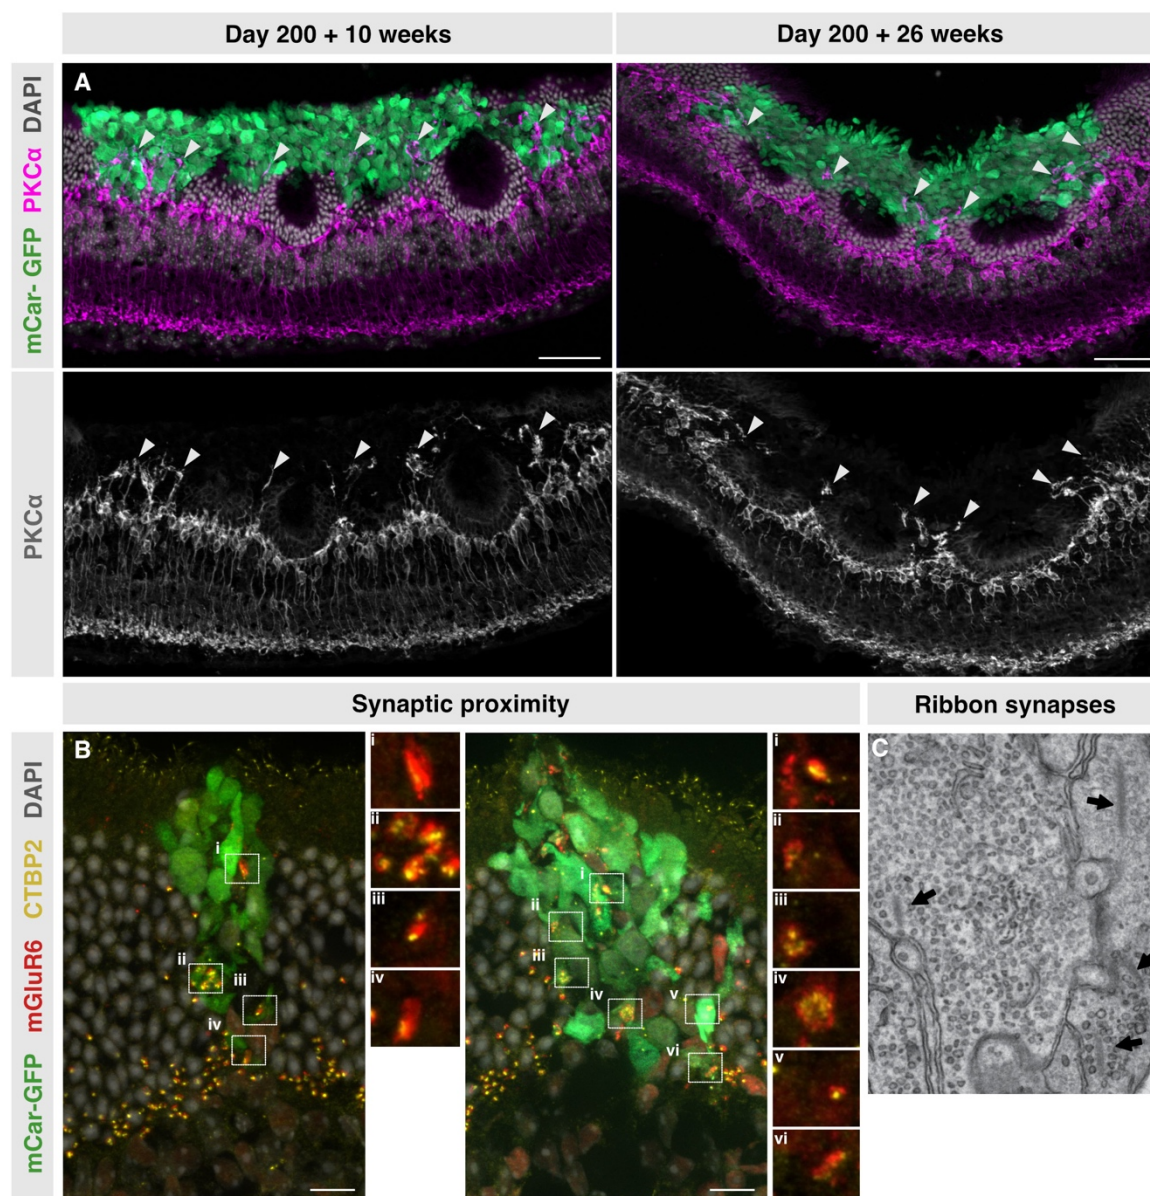 Day 200 + 10 weeks
Day 200 + 26 weeks
mCar- GFP PKCα DAPI
A
PKCα
Synaptic proximity
Ribbon synapses
mCar-GFP mGluR6 CTBP2 DAPI
B
i
ii
iii
iv
i
ii
iii
iv
i
ii
iii
iv
v
vi
i
ii
iii
iv
v
vi
C